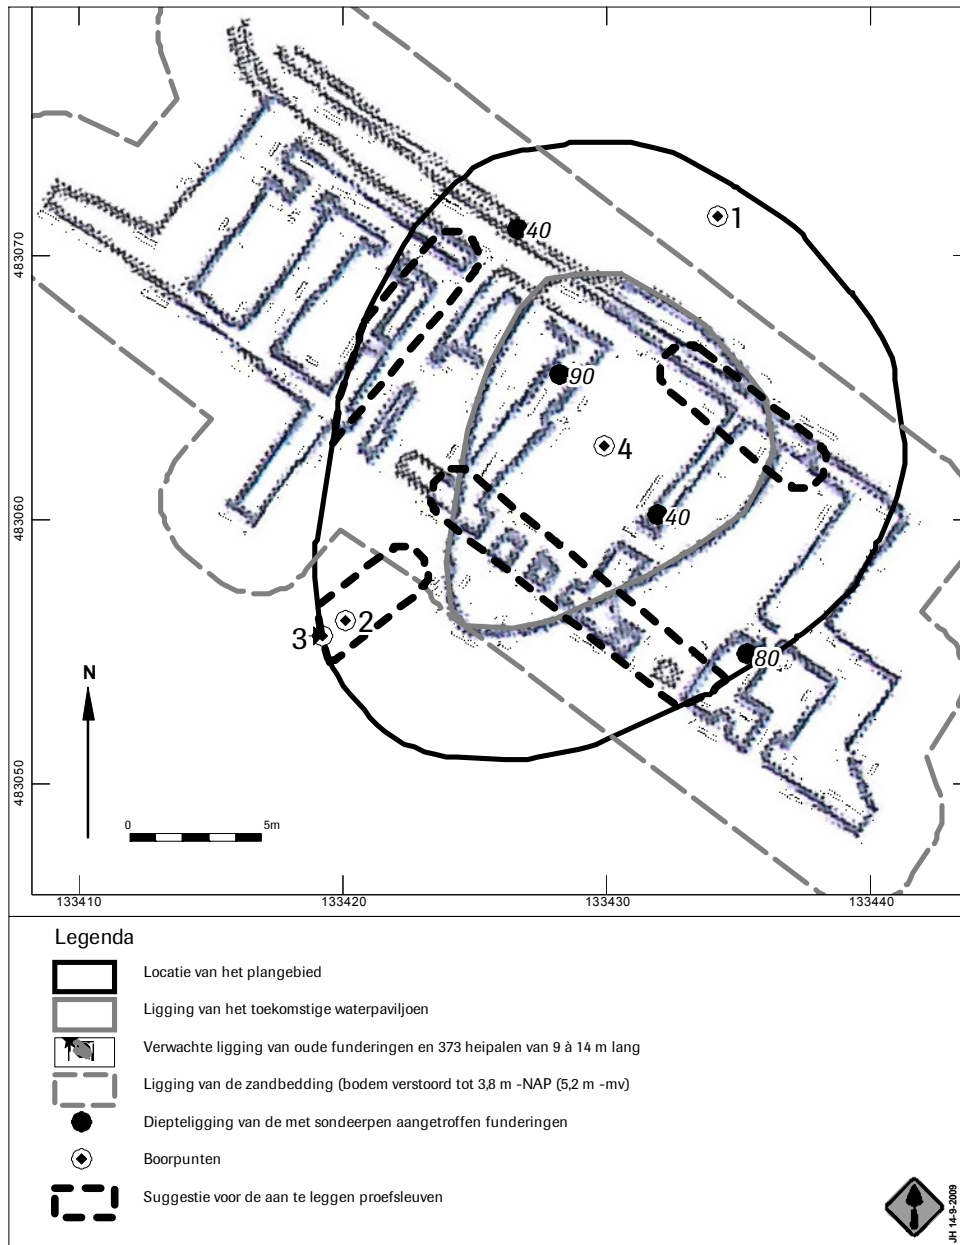 1
40
483070
90
4
40
483060
2
3
80
N
483050
0 5m
133410 133420 133430 133440
Legenda
Locatie van het plangebied
Ligging van het toekomstige waterpaviljoen
Verwachte ligging van oude funderingen en 373 heipalen van 9 à 14 m lang
Ligging van de zandbedding (bodem verstoord tot 3,8 m -NAP (5,2 m -mv)
Diepteligging van de met sondeerpen aangetroffen funderingen
Boorpunten
Suggestie voor de aan te leggen proefsleuven
JH 14-9-2009